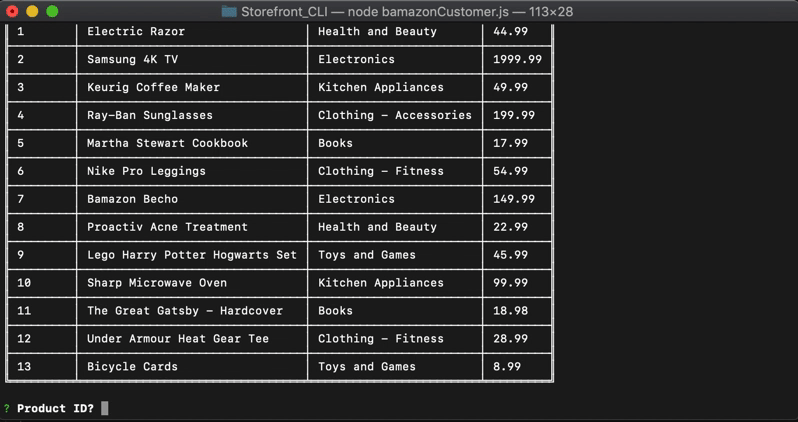 Storefront_CLI — node bamazonCustomer.js — 113×28
1 Electric Razor Health and Beauty 44.99
2 Samsung 4K TV Electronics 1999.99
3 Keurig Coffee Maker Kitchen Appliances 49.99
4 Ray-Ban Sunglasses Clothing - Accessories 199.99
5 Martha Stewart Cookbook Books 17.99
6 Nike Pro Leggings Clothing - Fitness 54.99
7 Bamazon Becho Electronics 149.99
8 Proactiv Acne Treatment Health and Beauty 22.99
9 Lego Harry Potter Hogwarts Set Toys and Games 45.99
10 Sharp Microwave Oven Kitchen Appliances 99.99
11 The Great Gatsby - Hardcover Books 18.98
12 Under Armour Heat Gear Tee Clothing - Fitness 28.99
13 Bicycle Cards Toys and Games 8.99
? Product ID?